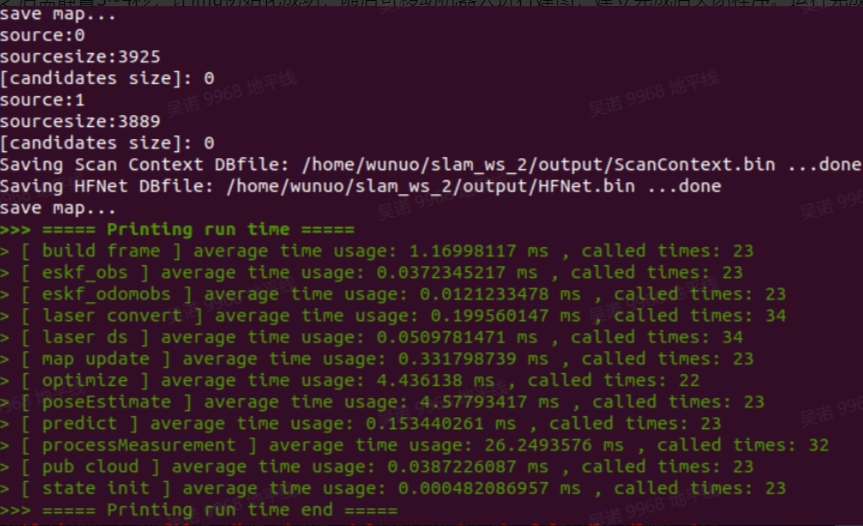 save map...
source:0
sourcesize:3925
[candidates size]: 0
source:1
sourcesize:3889
[candidates size]: 0
Saving Scan Context DBfile: /home/wunuo/slam_ws_2/output/ScanContext.bin ...done
Saving HFNet DBfile: /home/wunuo/slam_ws_2/output/HFNet.bin ...done
save map...
>>> ===== Printing run time =====
> [ build frame ] average time usage: 1.16998117 ms , called times: 23
> [ eskf_obs ] average time usage: 0.0372345217 ms , called times: 23
> [ eskf_odomobs ] average time usage: 0.0121233478 ms , called times: 23
> [ laser convert ] average time usage: 0.199560147 ms , called times: 34
> [ laser ds ] average time usage: 0.0509781471 ms , called times: 34
> [ map update ] average time usage: 0.331798739 ms , called times: 23
> [ optimize ] average time usage: 4.436138 ms , called times: 22
> [ poseEstimate ] average time usage: 4.57793417 ms , called times: 23
> [ predict ] average time usage: 0.153440261 ms , called times: 23
> [ processMeasurement ] average time usage: 26.2493576 ms , called times: 32
> [ pub cloud ] average time usage: 0.0387226087 ms , called times: 23
> [ state init ] average time usage: 0.000482086957 ms , called times: 23
>>> ===== Printing run time end =====
吴诺 9968 地平线